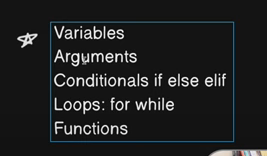 Variables
Arguments
Conditionals if else elif
Loops: for while
Functions